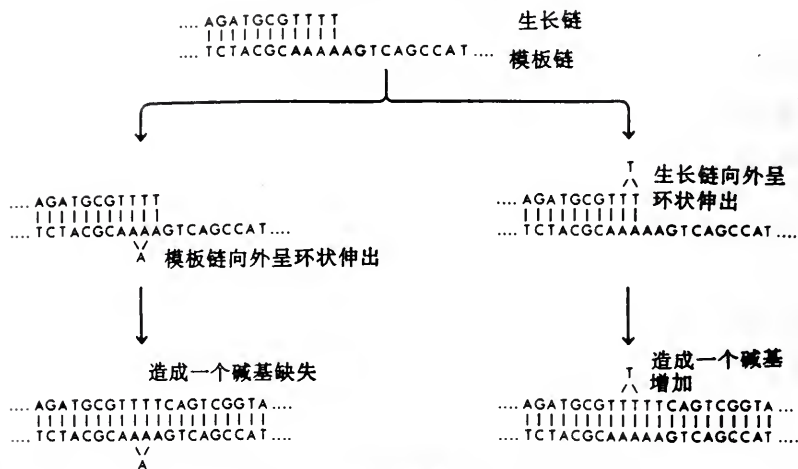 .... AGATGCGTTTT 生长链
.... TCTACGCAAAAAGTCAGCCAT .... 模板链
.... AGATGCGTTTT
.... TCTACGCAAAAGTCAGCCAT....
A 模板链向外呈环状伸出
T 生长链向外呈
.... AGATGCGTTT 环状伸出
.... TCTACGCAAAAAGTCAGCCAT....
造成一个碱基缺失
.... AGATGCGTTTTCAGTCGGTA ....
.... TCTACGCAAAAGTCAGCCAT....
A
T 造成一个碱基
增加
.... AGATGCGTTTTTCAGTCGGTA ...
.... TCTACGCAAAAAGTCAGCCAT ....